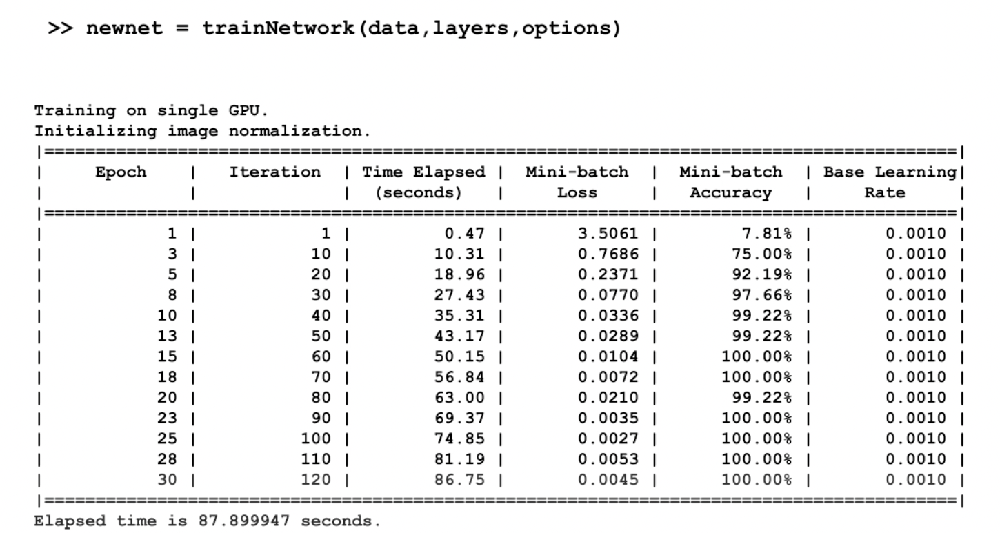 >> newnet = trainNetwork(data,layers,options)
Training on single GPU.
Initializing image normalization.
|=========================================================================================|
|     Epoch    |   Iteration  | Time Elapsed |  Mini-batch  |  Mini-batch  | Base Learning|
|              |              |  (seconds)   |     Loss     |   Accuracy   |     Rate     |
|=========================================================================================|
|            1 |            1 |         0.47 |       3.5061 |        7.81% |       0.0010 |
|            3 |           10 |        10.31 |       0.7686 |       75.00% |       0.0010 |
|            5 |           20 |        18.96 |       0.2371 |       92.19% |       0.0010 |
|            8 |           30 |        27.43 |       0.0770 |       97.66% |       0.0010 |
|           10 |           40 |        35.31 |       0.0336 |       99.22% |       0.0010 |
|           13 |           50 |        43.17 |       0.0289 |       99.22% |       0.0010 |
|           15 |           60 |        50.15 |       0.0104 |      100.00% |       0.0010 |
|           18 |           70 |        56.84 |       0.0072 |      100.00% |       0.0010 |
|           20 |           80 |        63.00 |       0.0210 |       99.22% |       0.0010 |
|           23 |           90 |        69.37 |       0.0035 |      100.00% |       0.0010 |
|           25 |          100 |        74.85 |       0.0027 |      100.00% |       0.0010 |
|           28 |          110 |        81.19 |       0.0053 |      100.00% |       0.0010 |
|           30 |          120 |        86.75 |       0.0045 |      100.00% |       0.0010 |
|=========================================================================================|
Elapsed time is 87.899947 seconds.